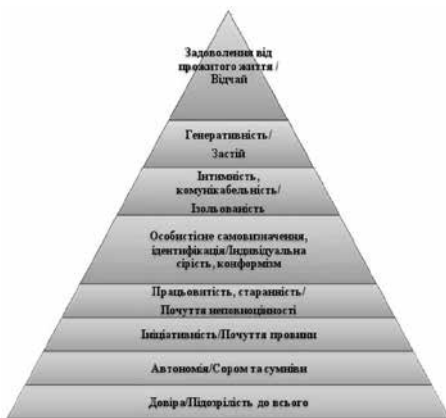 Задоволення від
прожитого життя /
Відчай
Генеративність/
Застій
Інтимність,
комунікабельність/
Ізольованість
Особистісне самовизначення,
ідентифікація/Індивідуальна
сірість, конформізм
Працьовитість, старанність/
Почуття неповноцінності
Ініціативність/Почуття провини
Автономія/Сором та сумніви
Довіра/Підозрілість до всього